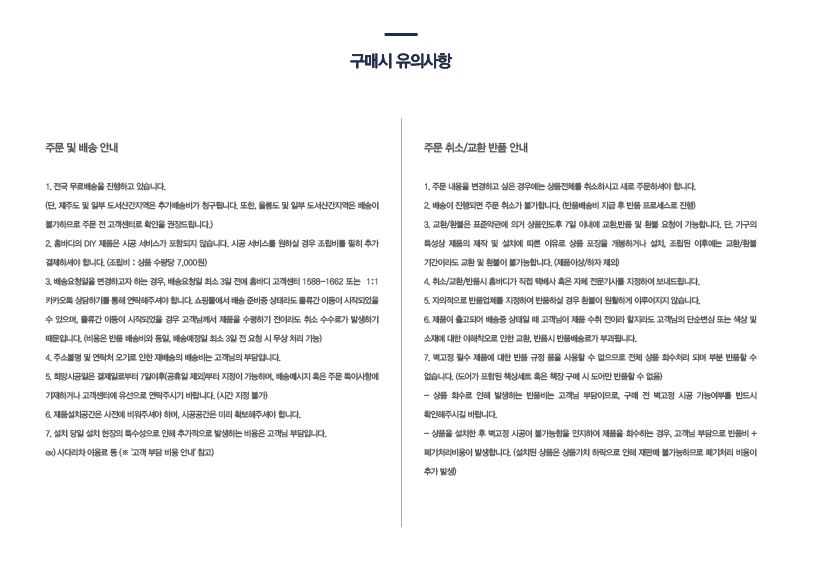 구매시 유의사항
주문 및 배송 안내
1. 전국 무료배송을 진행하고 있습니다.
(단, 제주도 및 일부 도서산간지역은 추가배송비가 청구됩니다. 또한, 울릉도 및 일부 도서산간지역은 배송이
불가하므로 주문 전 고객센터로 확인을 권장드립니다.)
2. 홈바디의 DIY 제품은 시공 서비스가 포함되지 않습니다. 시공 서비스를 원하실 경우 조립비를 필히 추가
결제하셔야 합니다. (조립비 : 상품 수량당 7,000원)
3. 배송요청일을 변경하고자 하는 경우, 배송요청일 최소 3일 전에 홈바디 고객센터 1588-1662 또는 1:1
카카오톡 상담하기를 통해 연락해주셔야 합니다. 쇼핑몰에서 배송 준비중 상태라도 물류간 이동이 시작되었을
수 있으며, 물류간 이동이 시작되었을 경우 고객님께서 제품을 수령하기 전이라도 취소 수수료가 발생하기
때문입니다. (비용은 반품 배송비와 동일, 배송예정일 최소 3일 전 요청 시 무상 처리 가능)
4. 주소불명 및 연락처 오기로 인한 재배송의 배송비는 고객님의 부담입니다.
5. 희망시공일은 결제일로부터 7일이후(공휴일 제외)부터 지정이 가능하며, 배송메시지 혹은 주문 특이사항에
기재하거나 고객센터에 유선으로 연락주시기 바랍니다. (시간 지정 불가)
6. 제품설치공간은 사전에 비워주셔야 하며, 시공공간은 미리 확보해주셔야 합니다.
7. 설치 당일 설치 현장의 특수성으로 인해 추가적으로 발생하는 비용은 고객님 부담입니다.
ex) 사다리차 이용료 등 (※ '고객 부담 비용 안내' 참고)
주문 취소/교환 반품 안내
1. 주문 내용을 변경하고 싶은 경우에는 상품전체를 취소하시고 새로 주문하셔야 합니다.
2. 배송이 진행되면 주문 취소가 불가합니다. (반품배송비 지급 후 반품 프로세스로 진행)
3. 교환/환불은 표준약관에 의거 상품인도후 7일 이내에 교환,반품 및 환불 요청이 가능합니다. 단, 가구의
특성상 제품의 제작 및 설치에 따른 이유로 상품 포장을 개봉하거나 설치, 조립된 이후에는 교환/환불
기간이라도 교환 및 환불이 불가능합니다. (제품이상/하자 제외)
4. 취소/교환/반품시 홈바디가 직접 택배사 혹은 자체 전문기사를 지정하여 보내드립니다.
5. 자의적으로 반품업체를 지정하여 반품하실 경우 환불이 원활하게 이루어지지 않습니다.
6. 제품이 출고되어 배송중 상태일 때 고객님이 제품 수취 전이라 할지라도 고객님의 단순변심 또는 색상 및
소재에 대한 이해착오로 인한 교환, 반품시 반품배송료가 부과됩니다.
7. 벽고정 필수 제품에 대한 반품 규정 품을 사용할 수 없으므로 전체 상품 회수처리 되며 부분 반품할 수
없습니다. (도어가 포함된 책상세트 혹은 책장 구매 시 도어만 반품할 수 없음)
- 상품 회수로 인해 발생하는 반품비는 고객님 부담이므로, 구매 전 벽고정 시공 가능여부를 반드시
확인해주시길 바랍니다.
- 상품을 설치한 후 벽고정 시공이 불가능함을 인지하여 제품을 회수하는 경우, 고객님 부담으로 반품비 +
폐기처리비용이 발생합니다. (설치된 상품은 상품가치 하락으로 인해 재판매 불가능하므로 폐기처리 비용이
추가 발생)